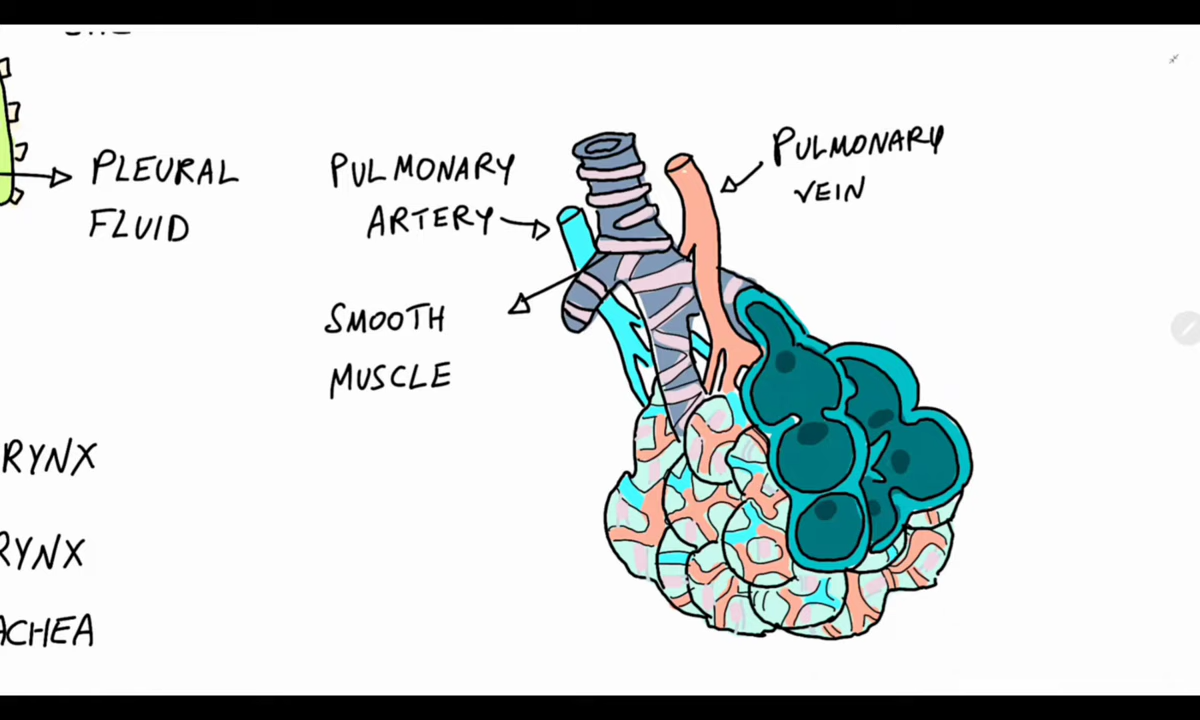 PLEURAL
FLUID
PULMONARY
ARTERY
PULMONARY
VEIN
SMOOTH
MUSCLE
RYNX
RYNX
ACHEA